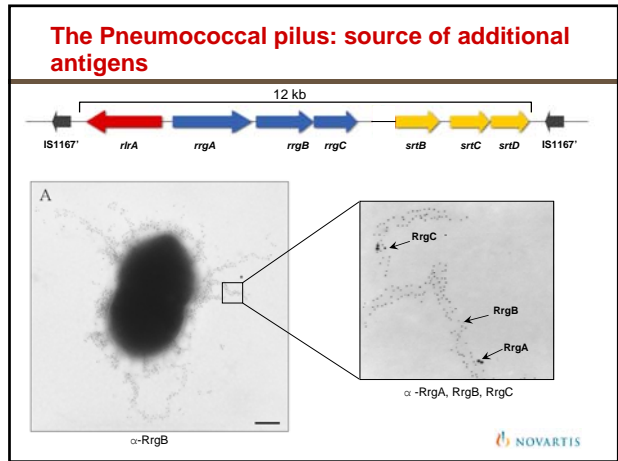 The Pneumococcal pilus: source of additional
antigens
12 kb
IS1167' rlrA rrgA rrgB rrgC srtB srtC srtD IS1167'
A
RrgC
RrgB
RrgA
α -RrgA, RrgB, RrgC
α-RrgB
NOVARTIS